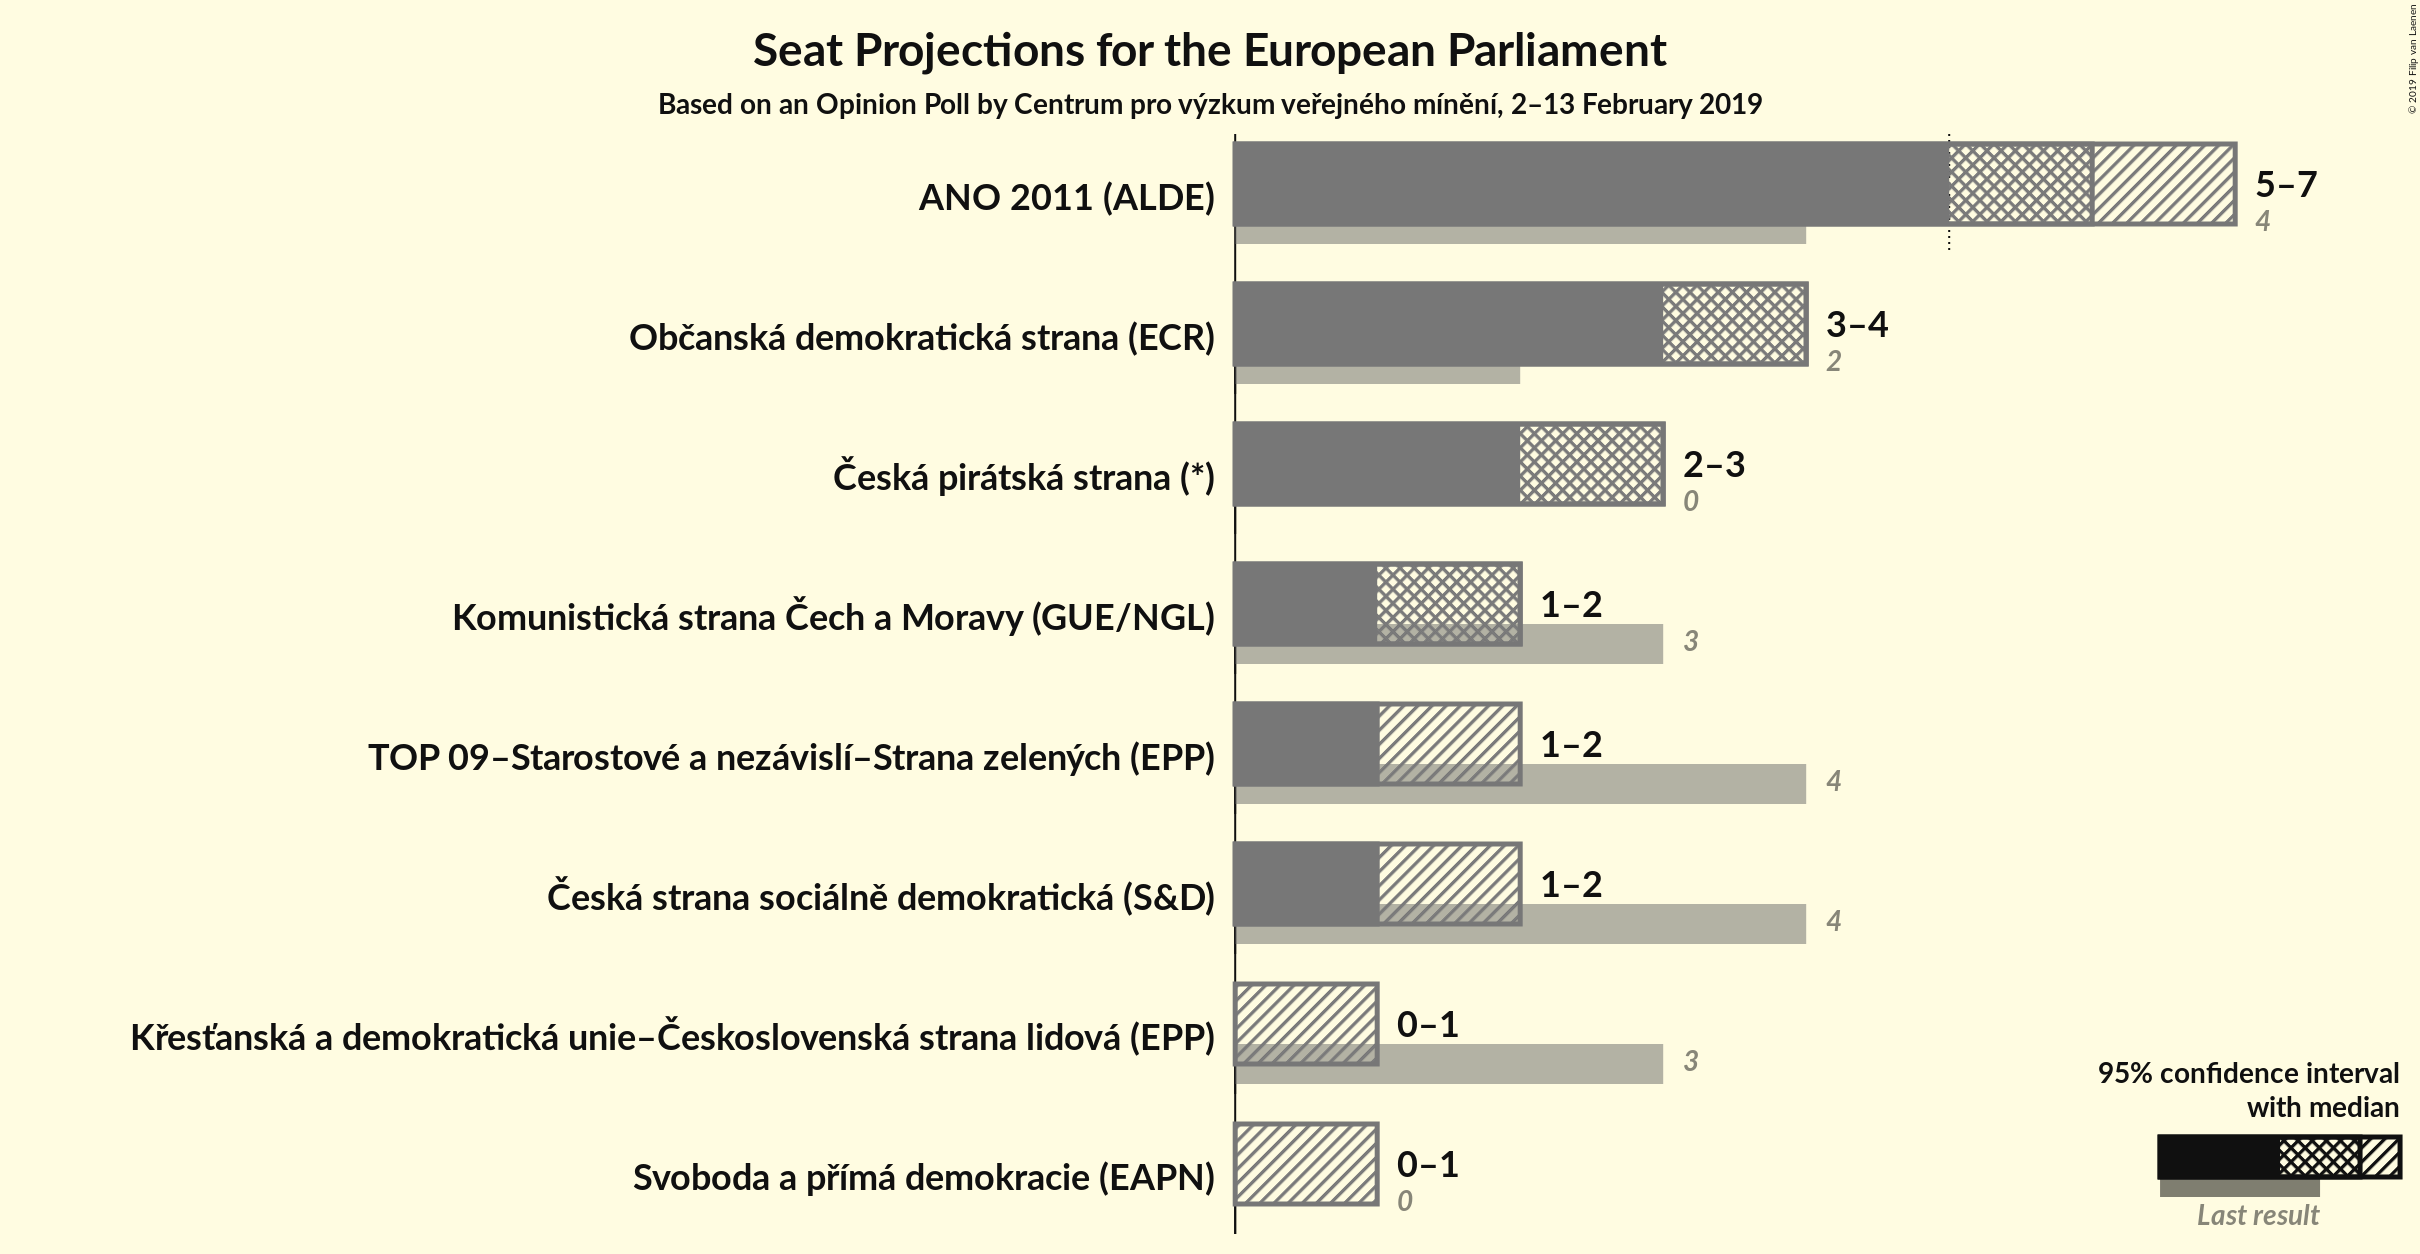 Seat Projections for the European Parliament
Based on an Opinion Poll by Centrum pro výzkum veřejného mínění, 2–13 February 2019
© 2019 Filip van Laenen
ANO 2011 (ALDE)
5–7
4
Občanská demokratická strana (ECR)
3–4
2
Česká pirátská strana (*)
2–3
0
Komunistická strana Čech a Moravy (GUE/NGL)
1–2
3
TOP 09–Starostové a nezávislí–Strana zelených (EPP)
1–2
4
Česká strana sociálně demokratická (S&D)
1–2
4
Křesťanská a demokratická unie–Československá strana lidová (EPP)
0–1
3
Svoboda a přímá demokracie (EAPN)
0–1
0
95% confidence interval
with median
Last result